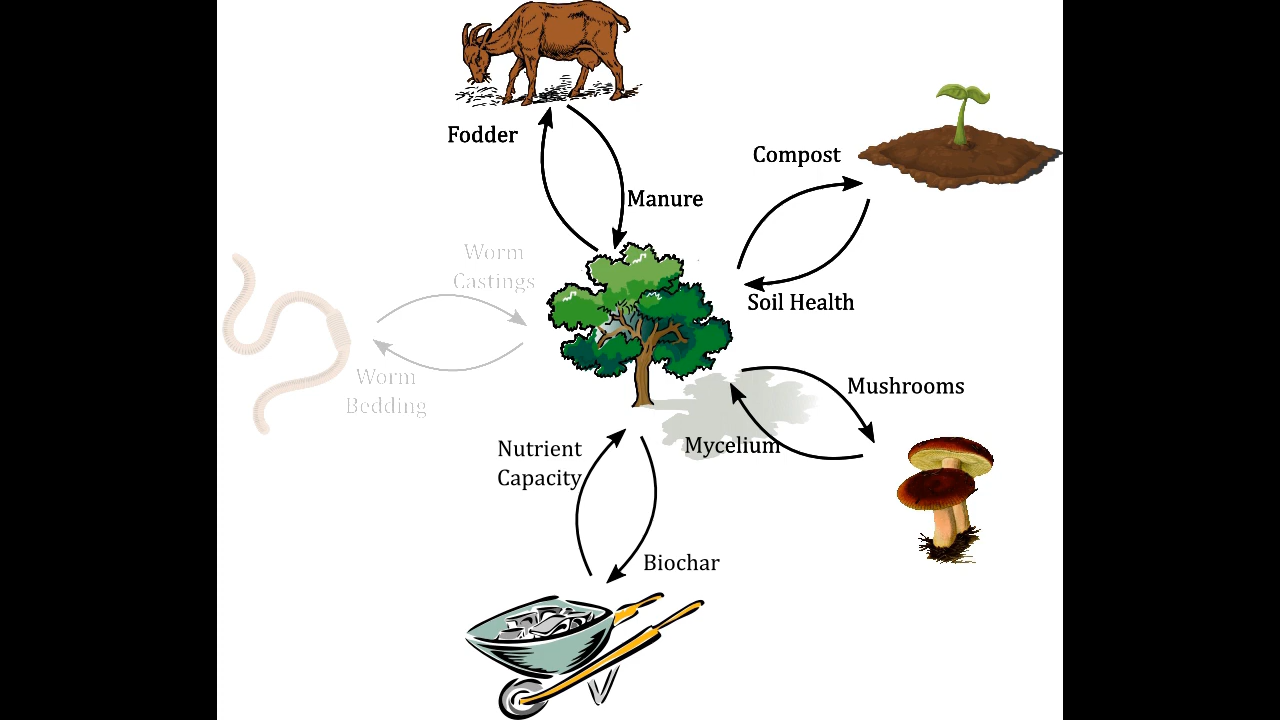 Fodder
Manure
Compost
Soil Health
Worm
Castings
Worm
Bedding
Mushrooms
Mycelium
Nutrient
Capacity
Biochar